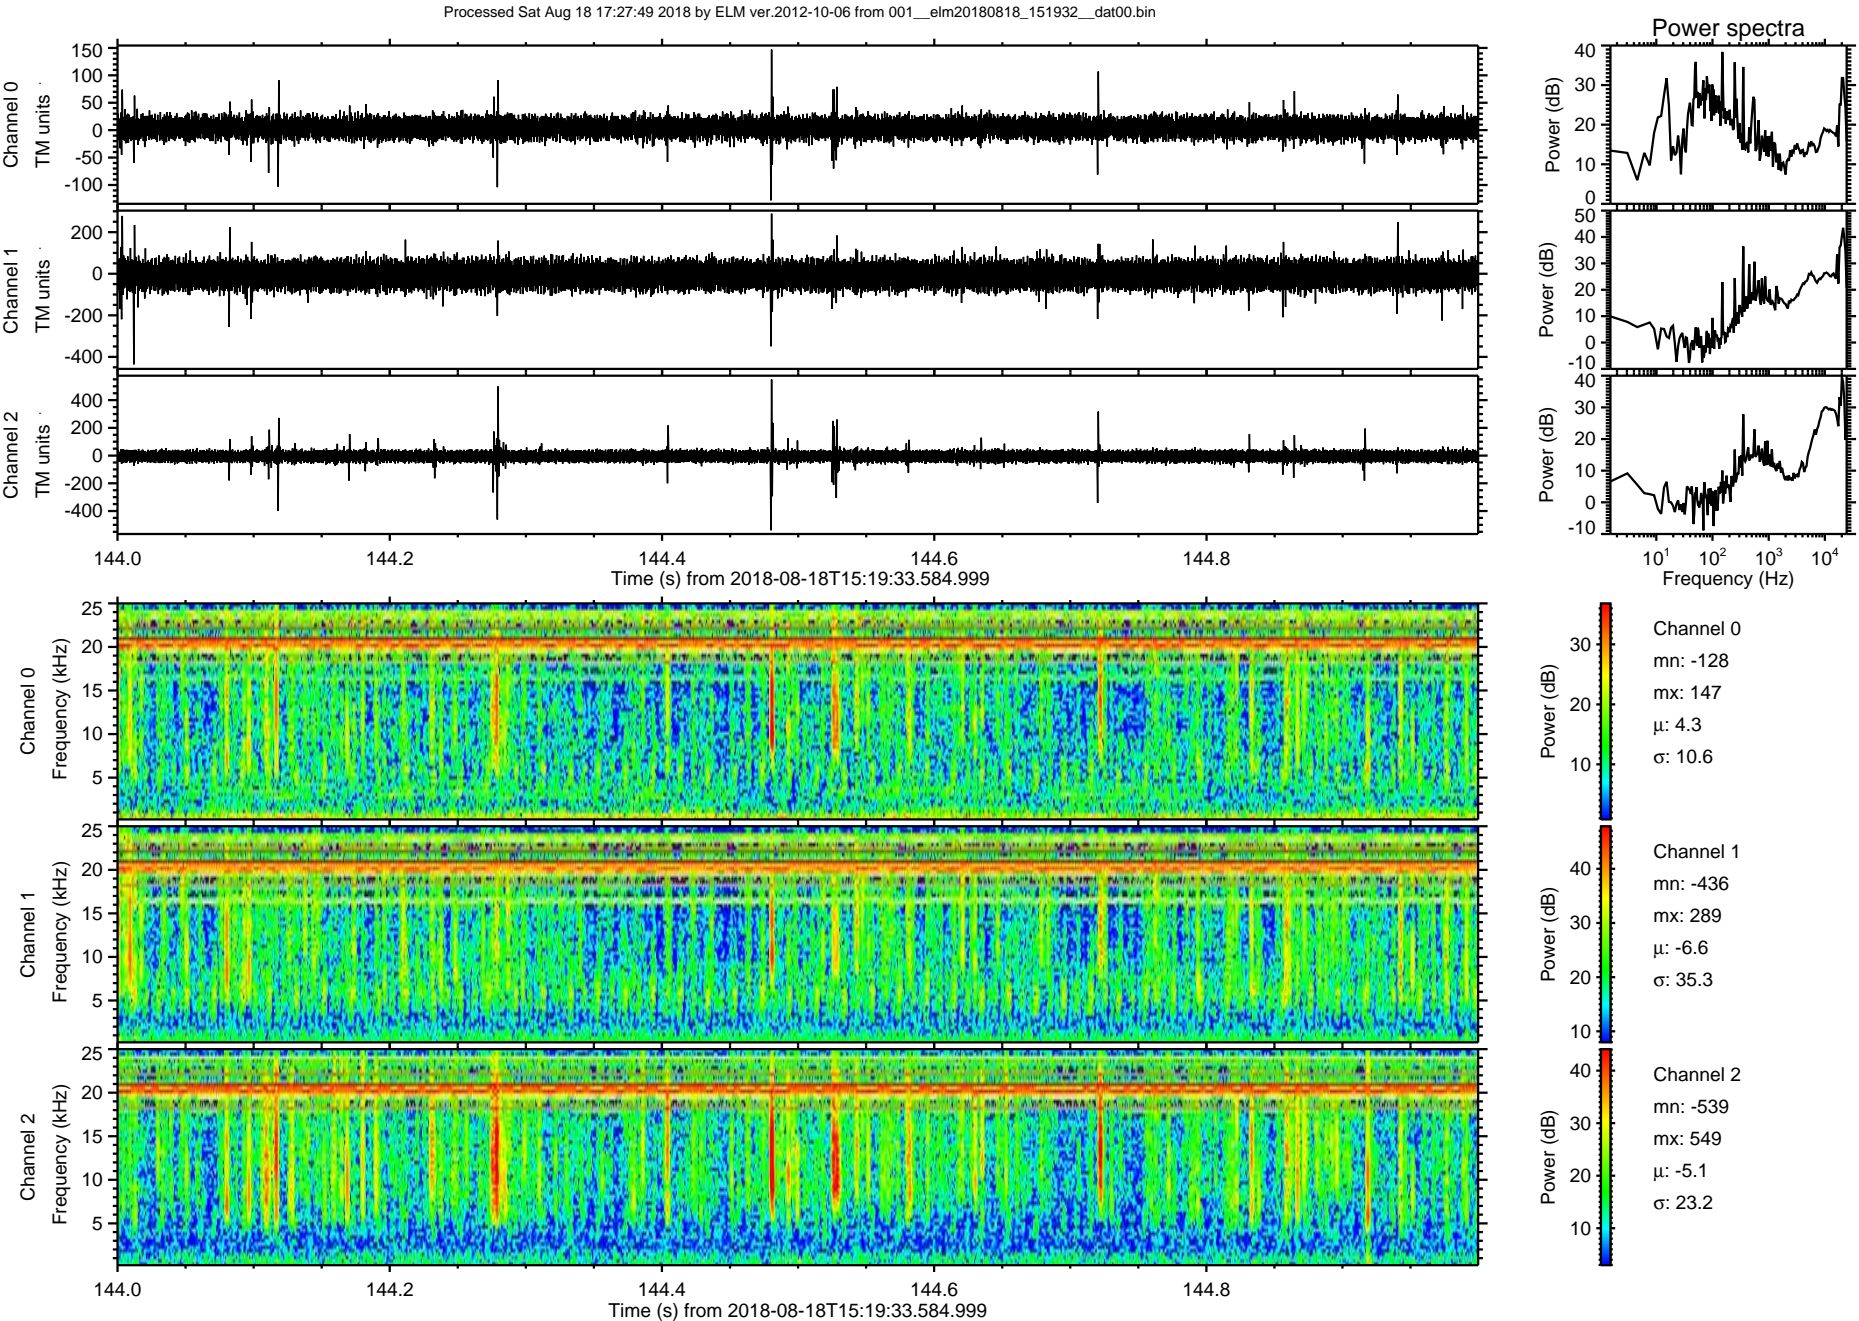 Processed Sat Aug 18 17:27:49 2018 by ELM ver.2012-10-06 from 001__elm20180818_151932__dat00.bin
Power spectra
Channel 0
TM units
150
100
50
0
-50
-100
Power (dB)
40
30
20
10
0
Channel 1
TM units
200
0
-200
-400
Power (dB)
50
40
30
20
10
0
-10
Channel 2
TM units
400
200
0
-200
-400
Power (dB)
40
30
20
10
0
-10
144.0 144.2 144.4 144.6 144.8
Time (s) from 2018-08-18T15:19:33.584.999
10^1 10^2 10^3 10^4
Frequency (Hz)
Channel 0
Frequency (kHz)
25
20
15
10
5
Power (dB)
30
20
10
Channel 0
mn: -128
mx: 147
μ: 4.3
σ: 10.6
Channel 1
Frequency (kHz)
25
20
15
10
5
Power (dB)
40
30
20
10
Channel 1
mn: -436
mx: 289
μ: -6.6
σ: 35.3
Channel 2
Frequency (kHz)
25
20
15
10
5
Power (dB)
40
30
20
10
Channel 2
mn: -539
mx: 549
μ: -5.1
σ: 23.2
144.0 144.2 144.4 144.6 144.8
Time (s) from 2018-08-18T15:19:33.584.999